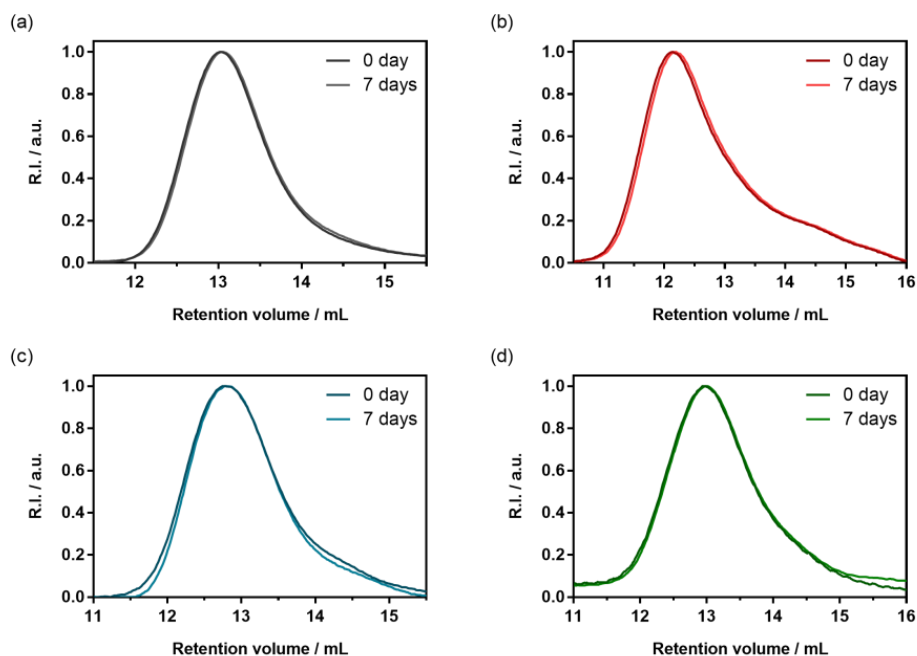 (a)
R.I. / a.u.
1.0
0.8
0.6
0.4
0.2
0.0
0 day
7 days
12 13 14 15
Retention volume / mL
(b)
R.I. / a.u.
1.0
0.8
0.6
0.4
0.2
0.0
0 day
7 days
11 12 13 14 15 16
Retention volume / mL
(c)
R.I. / a.u.
1.0
0.8
0.6
0.4
0.2
0.0
0 day
7 days
11 12 13 14 15
Retention volume / mL
(d)
R.I. / a.u.
1.0
0.8
0.6
0.4
0.2
0.0
0 day
7 days
11 12 13 14 15 16
Retention volume / mL